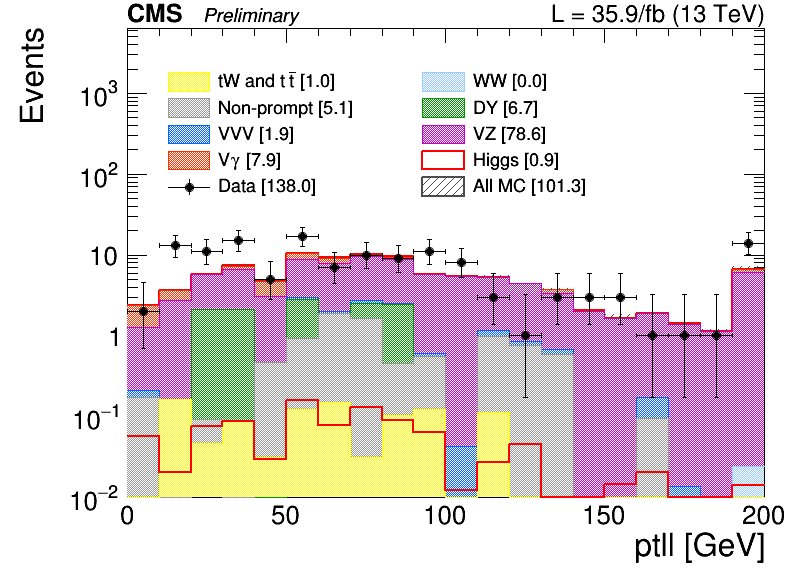 CMS Preliminary L = 35.9/fb (13 TeV)
Events
tW and t t̅ [1.0]
Non-prompt [5.1]
VVV [1.9]
Vγ [7.9]
Data [138.0]
WW [0.0]
DY [6.7]
VZ [78.6]
Higgs [0.9]
All MC [101.3]
10³
10²
10
1
10⁻¹
10⁻²
0 50 100 150 200
ptll [GeV]